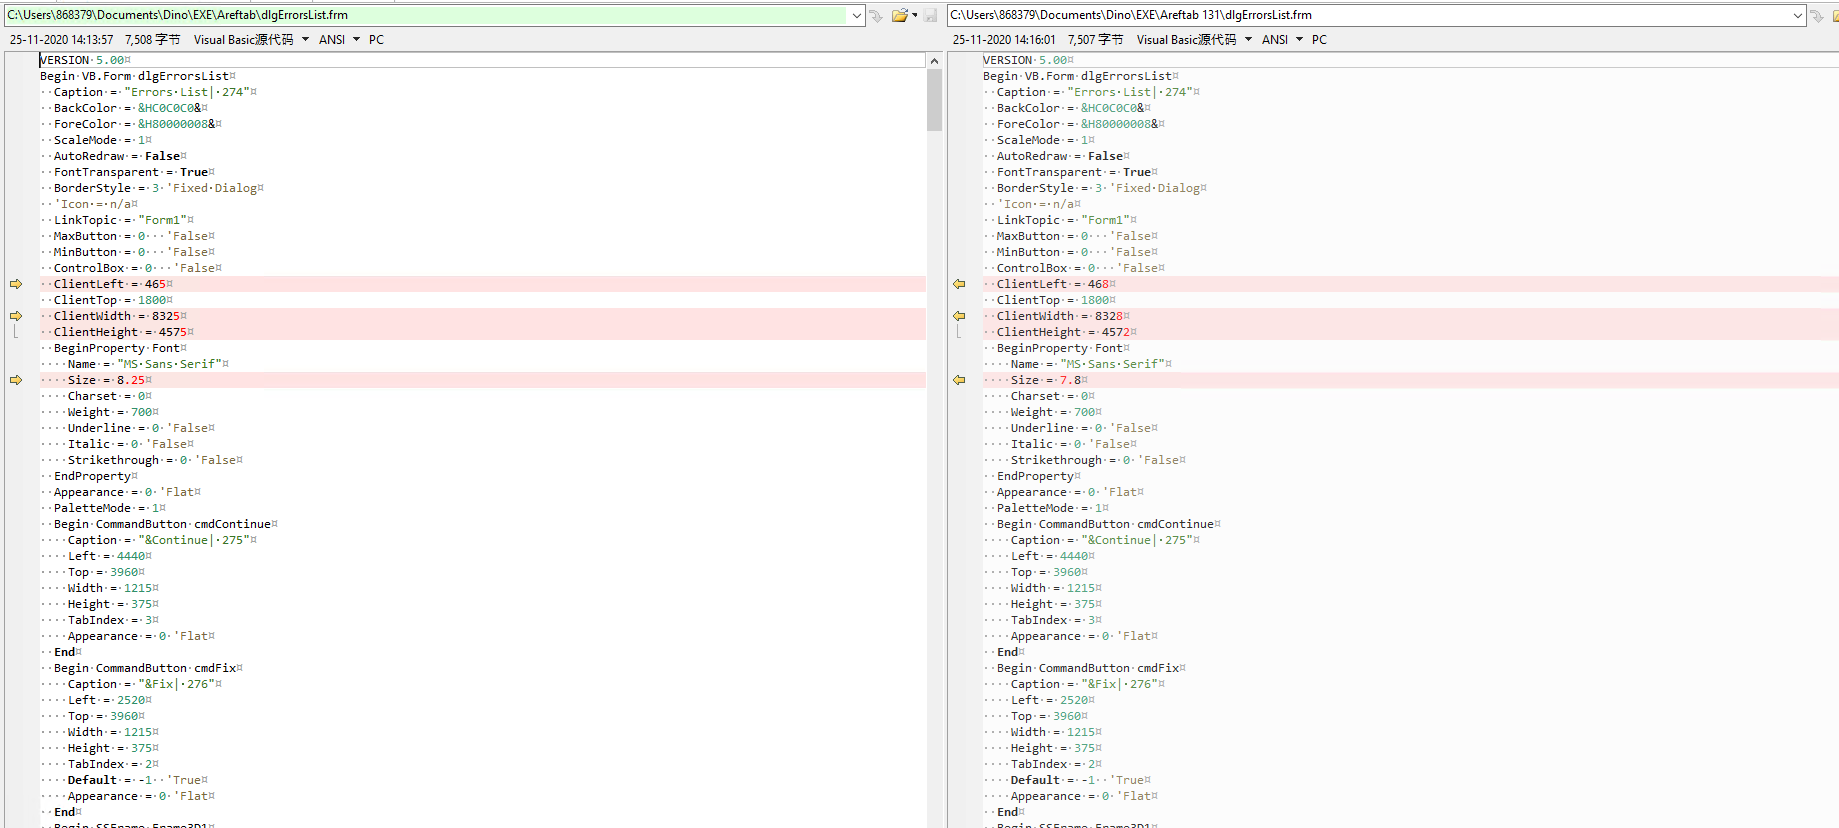 C:\Users\868379\Documents\Dino\EXE\Areftab\dlgErrorsList.frm
25-11-2020 14:13:57 7,508 字节 Visual Basic源代码 ANSI PC
VERSION·5.00¤
Begin·VB.Form·dlgErrorsList¤
··Caption·=·"Errors·List|·274"¤
··BackColor·=·&HC0C0C0&¤
··ForeColor·=·&H80000008&¤
··ScaleMode·=·1¤
··AutoRedraw·=·False¤
··FontTransparent·=·True¤
··BorderStyle·=·3·'Fixed·Dialog¤
··'Icon·=·n/a¤
··LinkTopic·=·"Form1"¤
··MaxButton·=·0···'False¤
··MinButton·=·0···'False¤
··ControlBox·=·0···'False¤
··ClientLeft·=·465¤
··ClientTop·=·1800¤
··ClientWidth·=·8325¤
··ClientHeight·=·4575¤
··BeginProperty·Font¤
····Name·=·"MS·Sans·Serif"¤
····Size·=·8.25¤
····Charset·=·0¤
····Weight·=·700¤
····Underline·=·0·'False¤
····Italic·=·0·'False¤
····Strikethrough·=·0·'False¤
··EndProperty¤
··Appearance·=·0·'Flat¤
··PaletteMode·=·1¤
··Begin·CommandButton·cmdContinue¤
····Caption·=·"&Continue|·275"¤
····Left·=·4440¤
····Top·=·3960¤
····Width·=·1215¤
····Height·=·375¤
····TabIndex·=·3¤
····Appearance·=·0·'Flat¤
··End¤
··Begin·CommandButton·cmdFix¤
····Caption·=·"&Fix|·276"¤
····Left·=·2520¤
····Top·=·3960¤
····Width·=·1215¤
····Height·=·375¤
····TabIndex·=·2¤
····Default·=·-1··'True¤
····Appearance·=·0·'Flat¤
··End¤
··Begin·SSFrame·Frame3D1¤
C:\Users\868379\Documents\Dino\EXE\Areftab 131\dlgErrorsList.frm
25-11-2020 14:16:01 7,507 字节 Visual Basic源代码 ANSI PC
VERSION·5.00¤
Begin·VB.Form·dlgErrorsList¤
··Caption·=·"Errors·List|·274"¤
··BackColor·=·&HC0C0C0&¤
··ForeColor·=·&H80000008&¤
··ScaleMode·=·1¤
··AutoRedraw·=·False¤
··FontTransparent·=·True¤
··BorderStyle·=·3·'Fixed·Dialog¤
··'Icon·=·n/a¤
··LinkTopic·=·"Form1"¤
··MaxButton·=·0···'False¤
··MinButton·=·0···'False¤
··ControlBox·=·0···'False¤
··ClientLeft·=·468¤
··ClientTop·=·1800¤
··ClientWidth·=·8328¤
··ClientHeight·=·4572¤
··BeginProperty·Font¤
····Name·=·"MS·Sans·Serif"¤
····Size·=·7.8¤
····Charset·=·0¤
····Weight·=·700¤
····Underline·=·0·'False¤
····Italic·=·0·'False¤
····Strikethrough·=·0·'False¤
··EndProperty¤
··Appearance·=·0·'Flat¤
··PaletteMode·=·1¤
··Begin·CommandButton·cmdContinue¤
····Caption·=·"&Continue|·275"¤
····Left·=·4440¤
····Top·=·3960¤
····Width·=·1215¤
····Height·=·375¤
····TabIndex·=·3¤
····Appearance·=·0·'Flat¤
··End¤
··Begin·CommandButton·cmdFix¤
····Caption·=·"&Fix|·276"¤
····Left·=·2520¤
····Top·=·3960¤
····Width·=·1215¤
····Height·=·375¤
····TabIndex·=·2¤
····Default·=·-1··'True¤
····Appearance·=·0·'Flat¤
··End¤
··Begin·SSFrame·Frame3D1¤